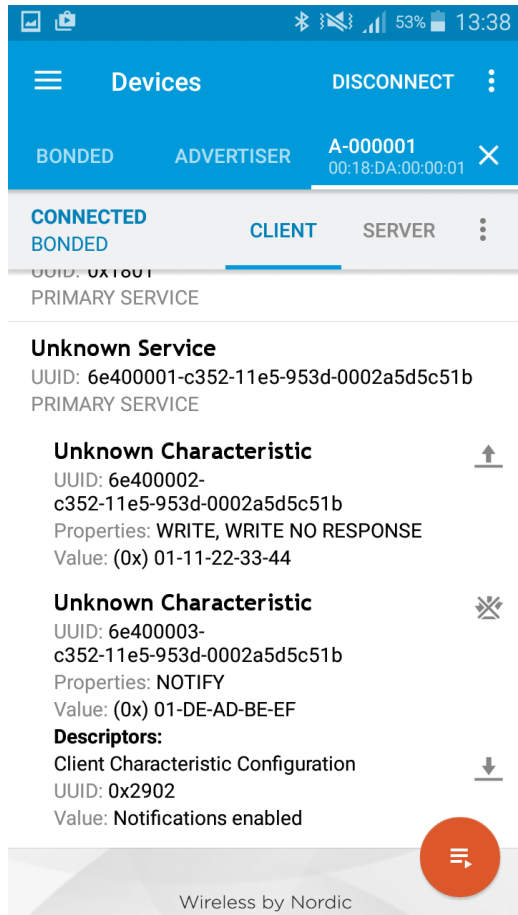 53% 13:38
Devices DISCONNECT
BONDED ADVERTISER A-000001
00:18:DA:00:00:01
CONNECTED
BONDED CLIENT SERVER
UUID: 0x1801
PRIMARY SERVICE
Unknown Service
UUID: 6e400001-c352-11e5-953d-0002a5d5c51b
PRIMARY SERVICE
Unknown Characteristic
UUID: 6e400002-
c352-11e5-953d-0002a5d5c51b
Properties: WRITE, WRITE NO RESPONSE
Value: (0x) 01-11-22-33-44
Unknown Characteristic
UUID: 6e400003-
c352-11e5-953d-0002a5d5c51b
Properties: NOTIFY
Value: (0x) 01-DE-AD-BE-EF
Descriptors:
Client Characteristic Configuration
UUID: 0x2902
Value: Notifications enabled
Wireless by Nordic